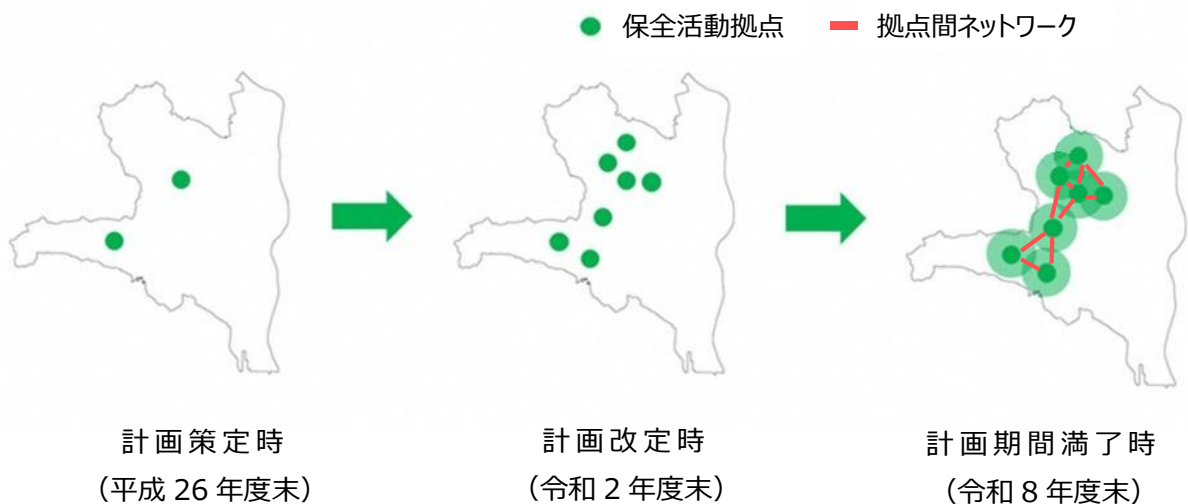 保全活動拠点
拠点間ネットワーク
計画策定時
（平成 26 年度末）
計画改定時
（令和 2 年度末）
計画期間満了時
（令和 8 年度末）